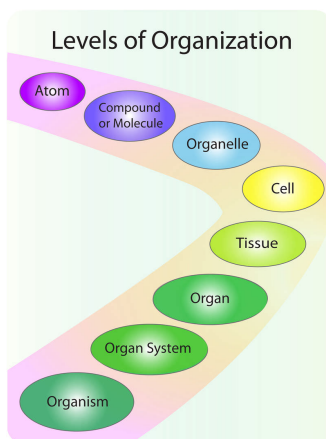 Levels of Organization
Atom
Compound
or Molecule
Organelle
Cell
Tissue
Organ
Organ System
Organism